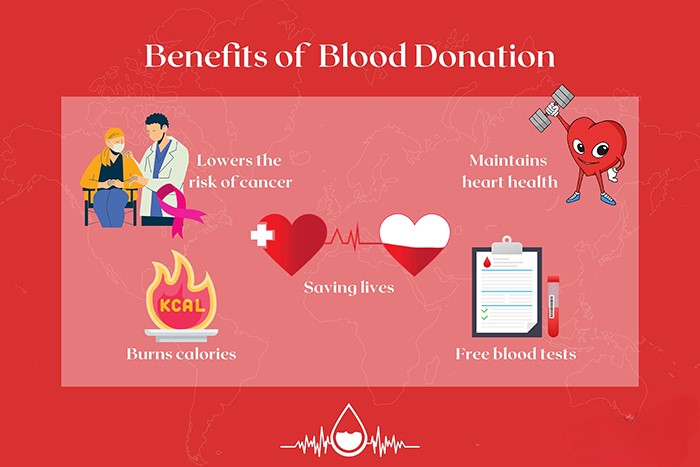 Benefits of Blood Donation
Lowers the
risk of cancer
Maintains
heart health
Saving lives
KCAL
Burns calories
Free blood tests